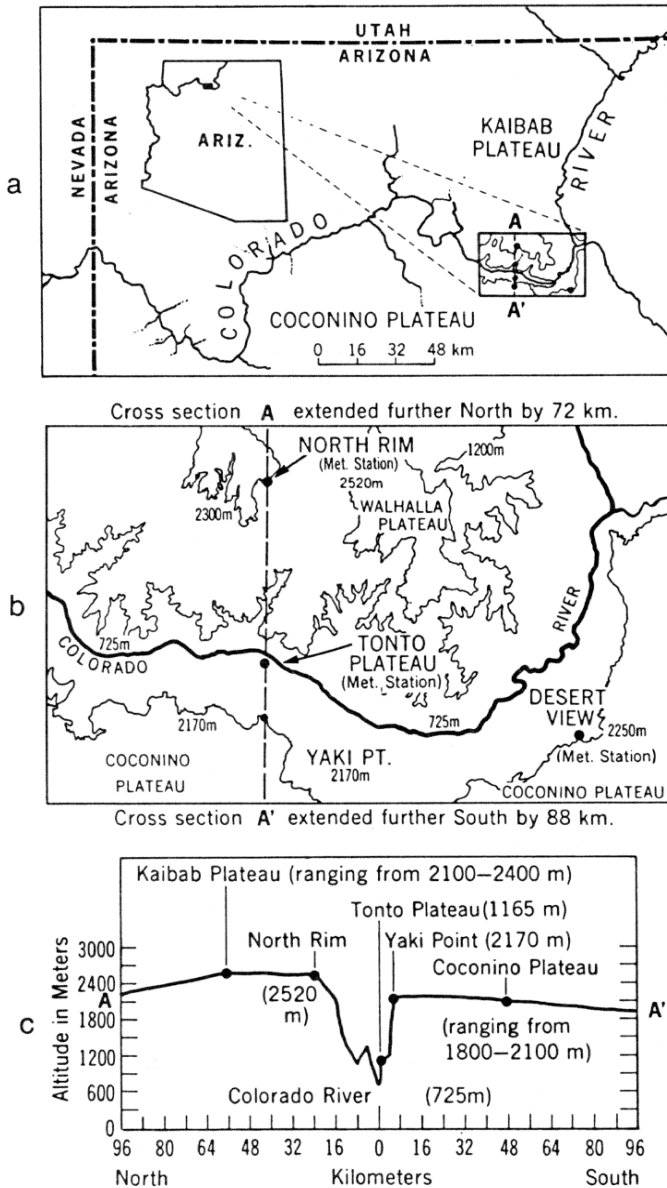 a
UTAH
ARIZONA
NEVADA
ARIZONA
ARIZ.
KAIBAB
PLATEAU
RIVER
COLORADO
A
A'
COCONINO PLATEAU
0 16 32 48 km
Cross section A extended further North by 72 km.
b
NORTH RIM
(Met. Station)
2520m
1200m
2300m
WALHALLA
PLATEAU
725m
COLORADO
TONTO
PLATEAU
(Met. Station)
RIVER
725m
DESERT
VIEW
2250m
(Met. Station)
2170m
COCONINO
PLATEAU
YAKI PT.
2170m
COCONINO PLATEAU
Cross section A' extended further South by 88 km.
c
Kaibab Plateau (ranging from 2100–2400 m)
Tonto Plateau(1165 m)
North Rim
Yaki Point (2170 m)
Coconino Plateau
(2520
m)
(ranging from
1800–2100 m)
Colorado River (725m)
A
A'
Altitude in Meters
3000
2400
1800
1200
600
0
96 80 64 48 32 16 0 16 32 48 64 80 96
North Kilometers South